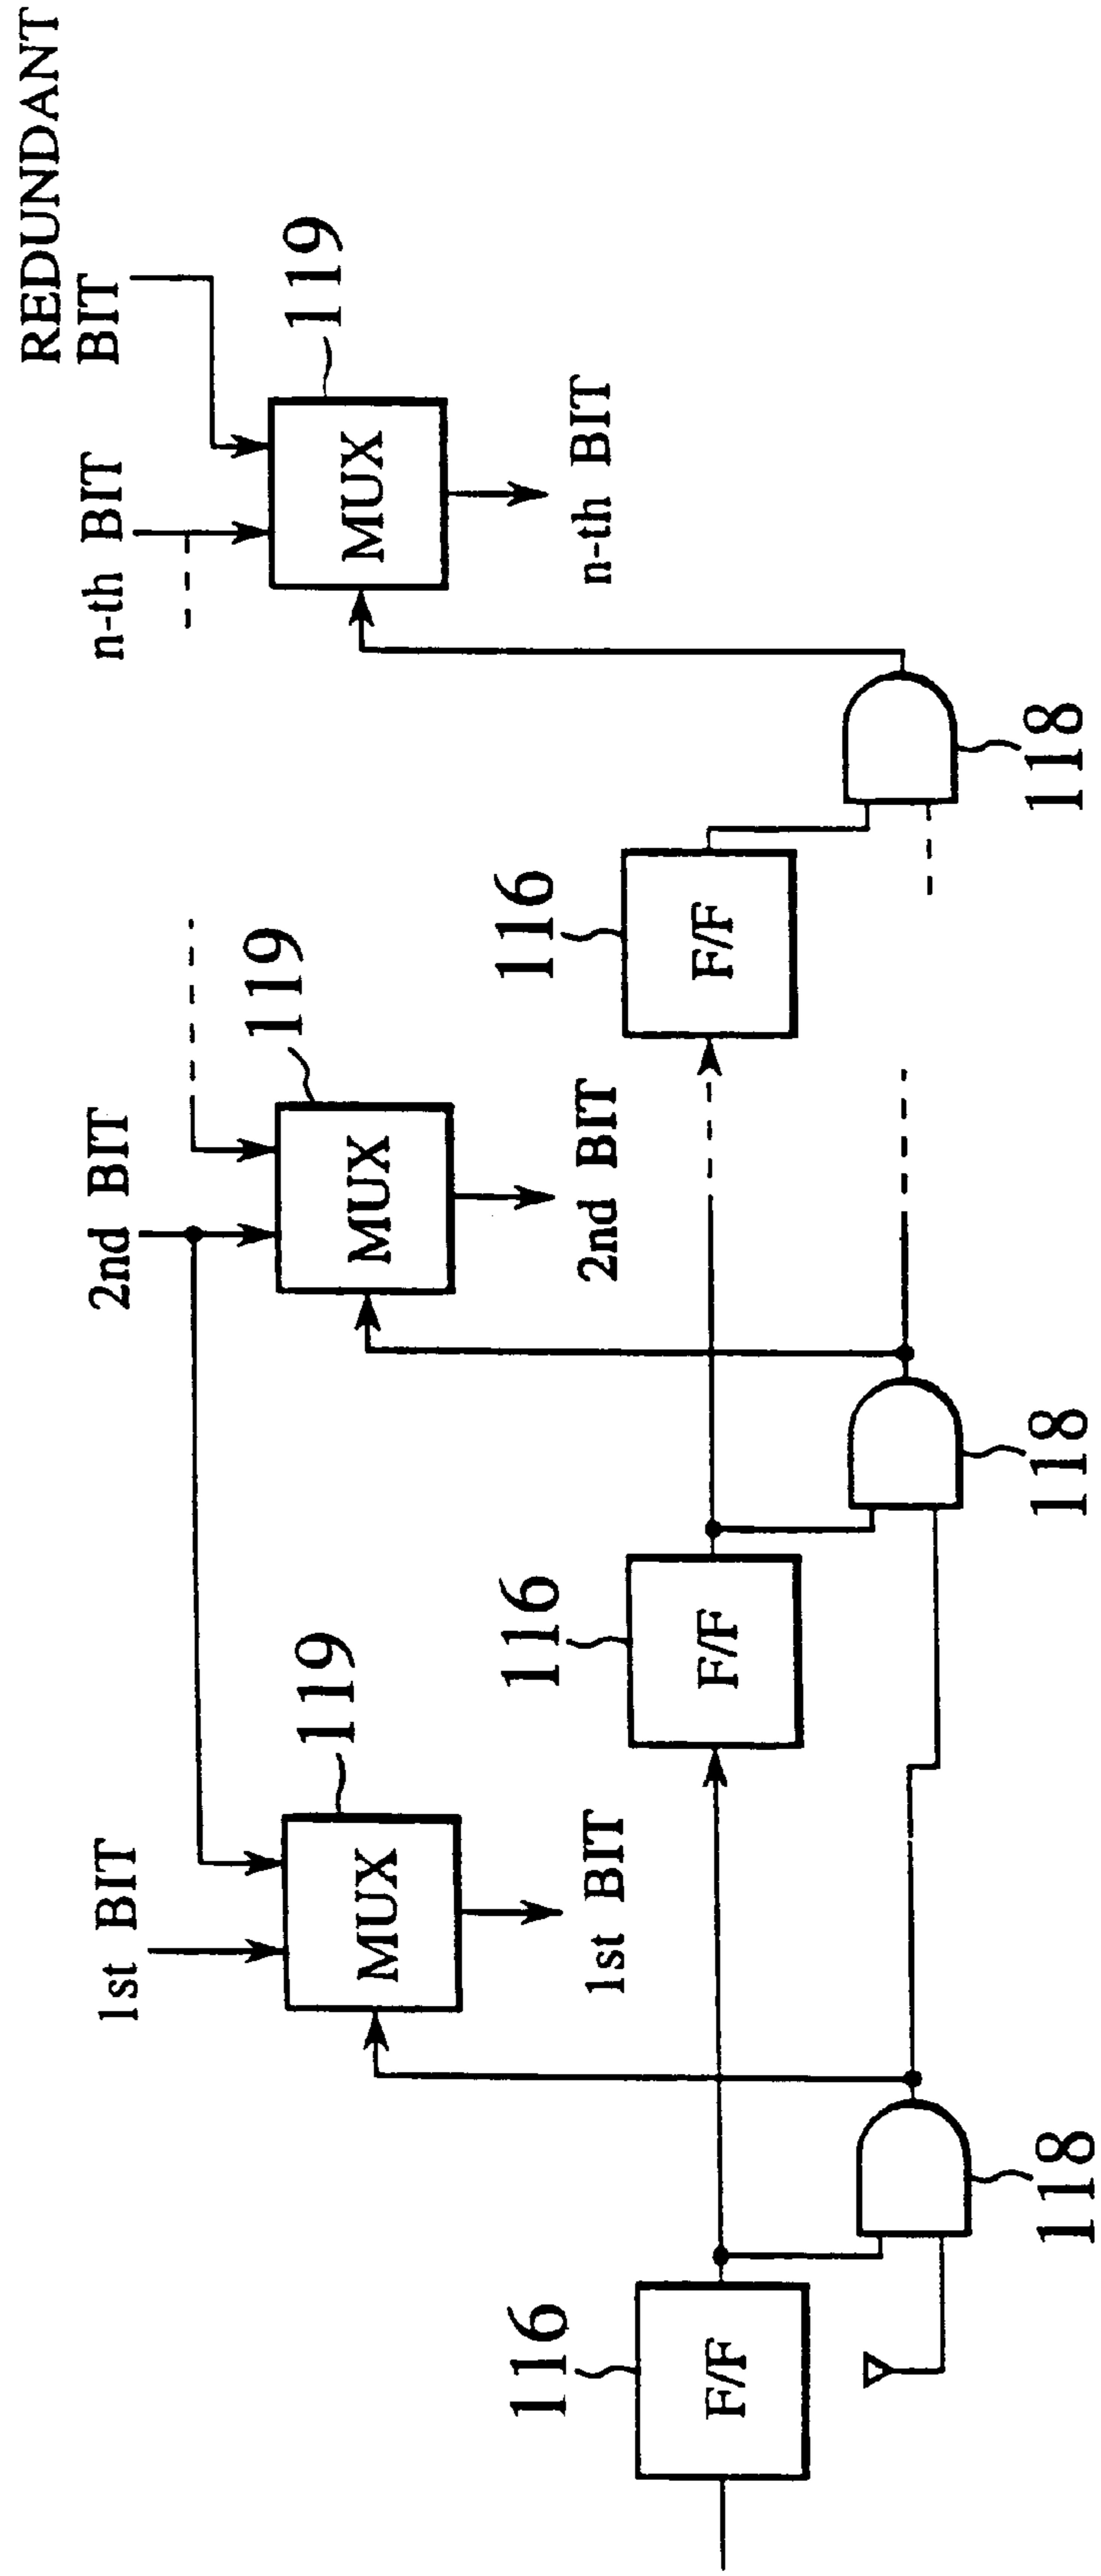 REDUNDANT
BIT
1st BIT
2nd BIT
n-th BIT
119
119
119
MUX
MUX
MUX
1st BIT
2nd BIT
n-th BIT
116
116
116
F/F
F/F
F/F
118
118
118